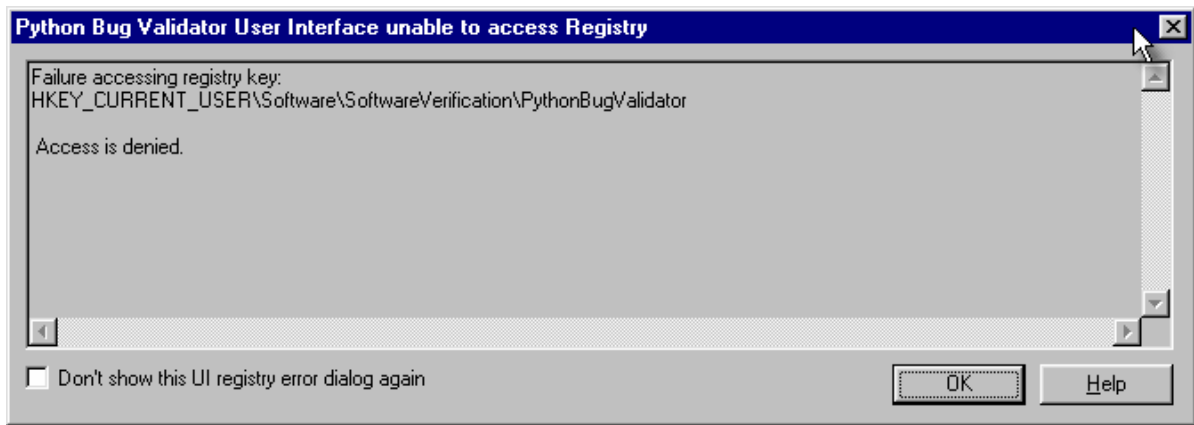 Python Bug Validator User Interface unable to access Registry
Failure accessing registry key:
HKEY_CURRENT_USER\Software\SoftwareVerification\PythonBugValidator
Access is denied.
Don't show this UI registry error dialog again
OK
Help